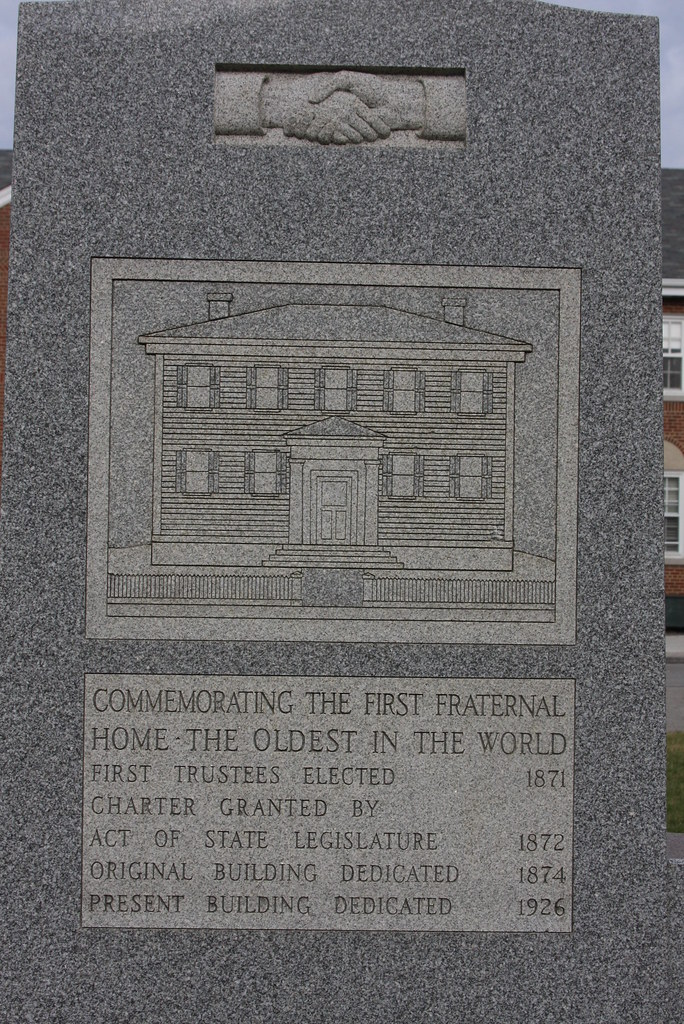 COMMEMORATING THE FIRST FRATERNAL
HOME-THE OLDEST IN THE WORLD
FIRST TRUSTEES ELECTED 1871
CHARTER GRANTED BY
ACT OF STATE LEGISLATURE 1872
ORIGINAL BUILDING DEDICATED 1874
PRESENT BUILDING DEDICATED 1926